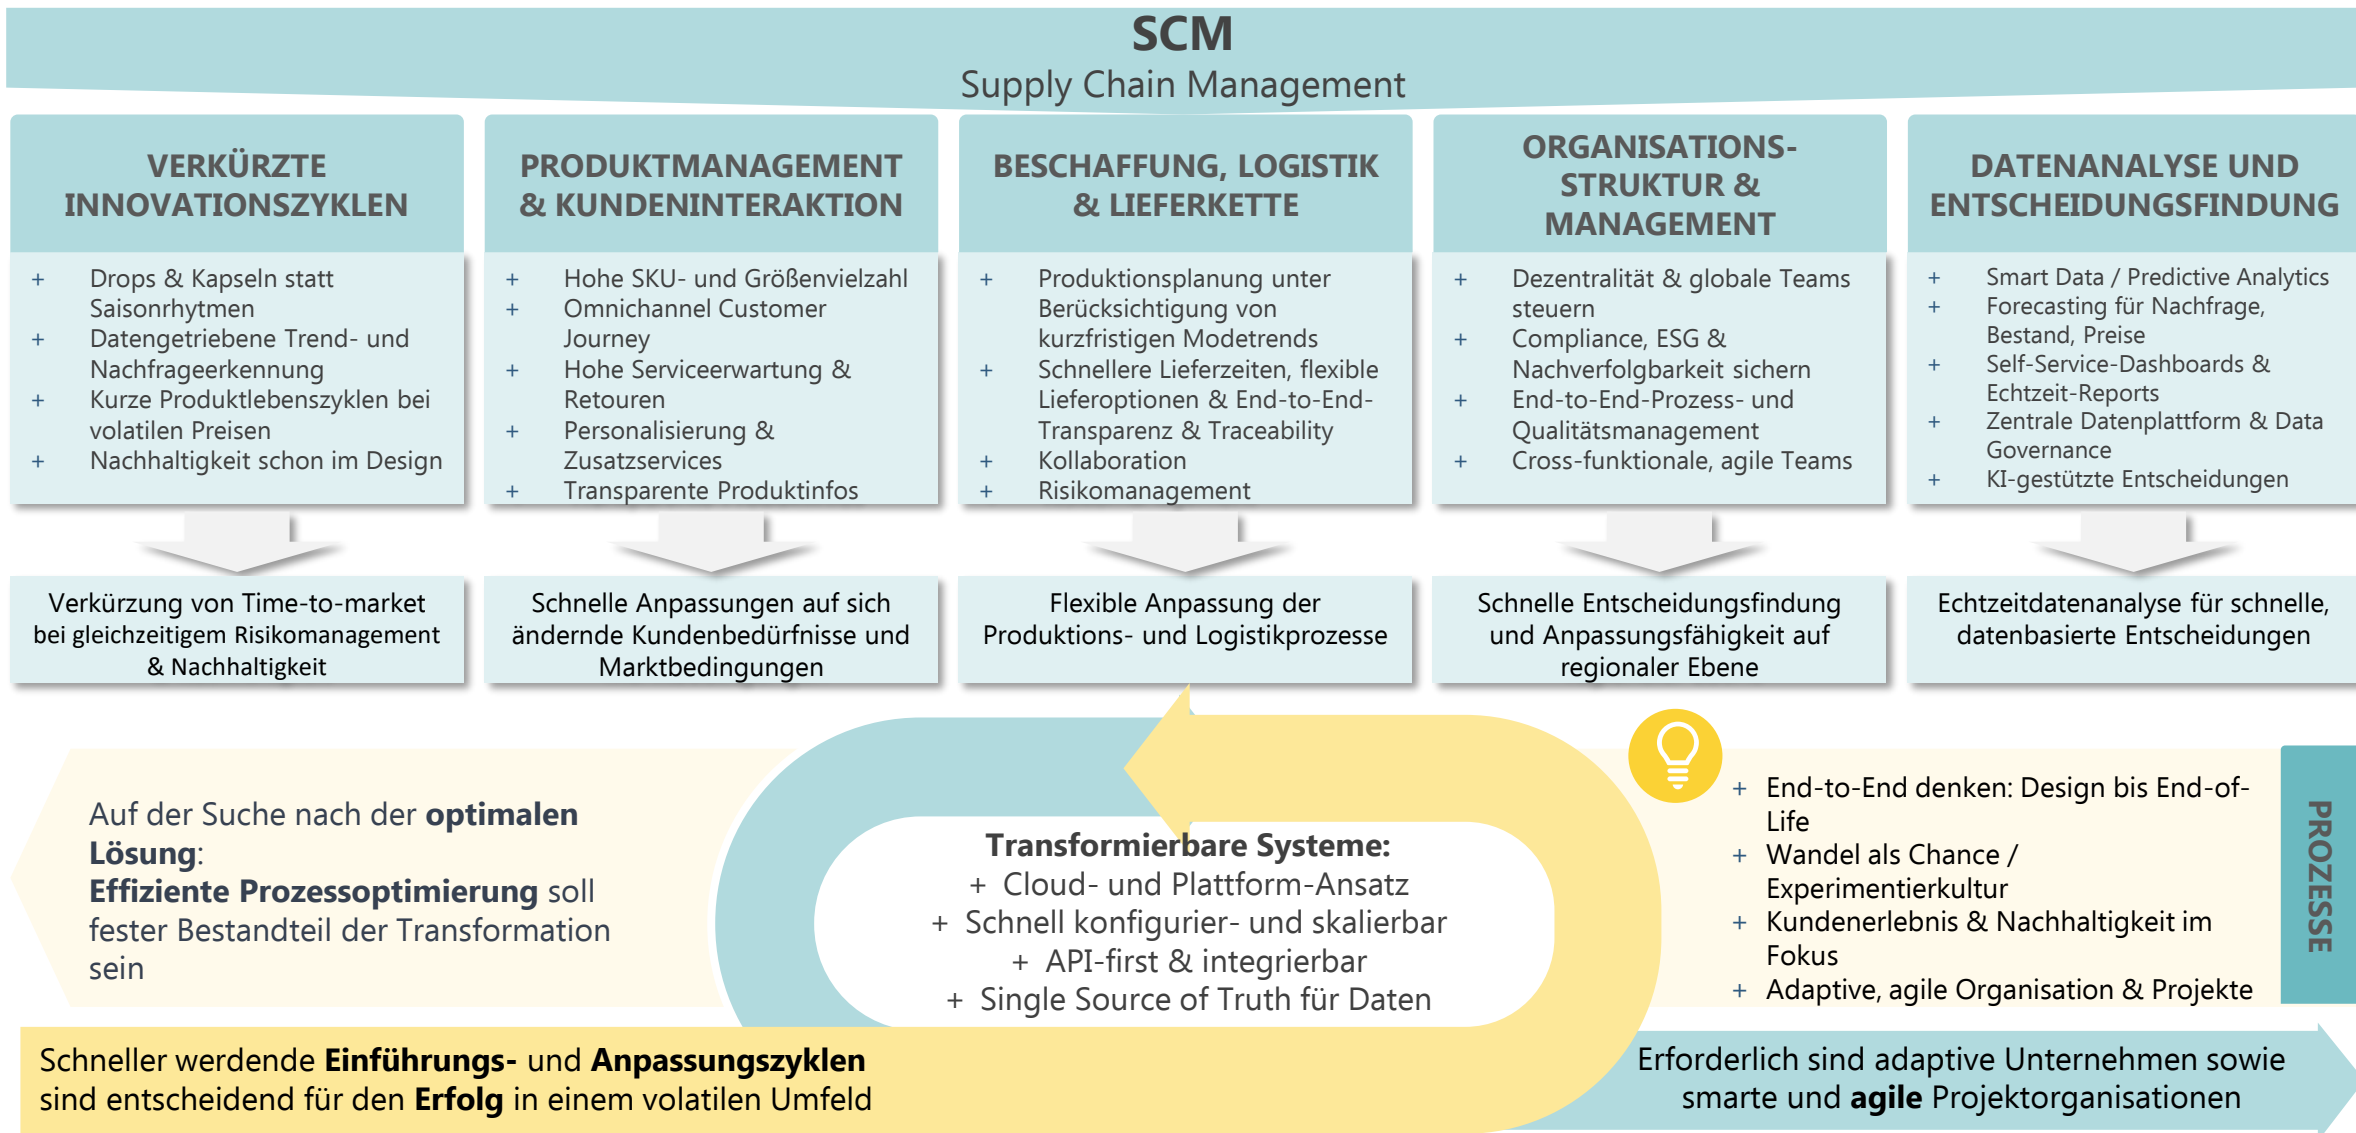 SCM
Supply Chain Management
VERKÜRZTE
INNOVATIONSZYKLEN
+ Drops & Kapseln statt
Saisonrhytmen
+ Datengetriebene Trend- und
Nachfrageerkennung
+ Kurze Produktlebenszyklen bei
volatilen Preisen
+ Nachhaltigkeit schon im Design
Verkürzung von Time-to-market
bei gleichzeitigem Risikomanagement
& Nachhaltigkeit
PRODUKTMANAGEMENT
& KUNDENINTERAKTION
+ Hohe SKU- und Größenvielzahl
+ Omnichannel Customer
Journey
+ Hohe Serviceerwartung &
Retouren
+ Personalisierung &
Zusatzservices
+ Transparente Produktinfos
Schnelle Anpassungen auf sich
ändernde Kundenbedürfnisse und
Marktbedingungen
BESCHAFFUNG, LOGISTIK
& LIEFERKETTE
+ Produktionsplanung unter
Berücksichtigung von
kurzfristigen Modetrends
+ Schnellere Lieferzeiten, flexible
Lieferoptionen & End-to-End-
Transparenz & Traceability
+ Kollaboration
+ Risikomanagement
Flexible Anpassung der
Produktions- und Logistikprozesse
ORGANISATIONS-
STRUKTUR &
MANAGEMENT
+ Dezentralität & globale Teams
steuern
+ Compliance, ESG &
Nachverfolgbarkeit sichern
+ End-to-End-Prozess- und
Qualitätsmanagement
+ Cross-funktionale, agile Teams
Schnelle Entscheidungsfindung
und Anpassungsfähigkeit auf
regionaler Ebene
DATENANALYSE UND
ENTSCHEIDUNGSFINDUNG
+ Smart Data / Predictive Analytics
+ Forecasting für Nachfrage,
Bestand, Preise
+ Self-Service-Dashboards &
Echtzeit-Reports
+ Zentrale Datenplattform & Data
Governance
+ KI-gestützte Entscheidungen
Echtzeitdatenanalyse für schnelle,
datenbasierte Entscheidungen
Auf der Suche nach der optimalen
Lösung:
Effiziente Prozessoptimierung soll
fester Bestandteil der Transformation
sein
Transformierbare Systeme:
+ Cloud- und Plattform-Ansatz
+ Schnell konfigurier- und skalierbar
+ API-first & integrierbar
+ Single Source of Truth für Daten
+ End-to-End denken: Design bis End-of-
Life
+ Wandel als Chance /
Experimentierkultur
+ Kundenerlebnis & Nachhaltigkeit im
Fokus
+ Adaptive, agile Organisation & Projekte
PROZESSE
Schneller werdende Einführungs- und Anpassungszyklen
sind entscheidend für den Erfolg in einem volatilen Umfeld
Erforderlich sind adaptive Unternehmen sowie
smarte und agile Projektorganisationen